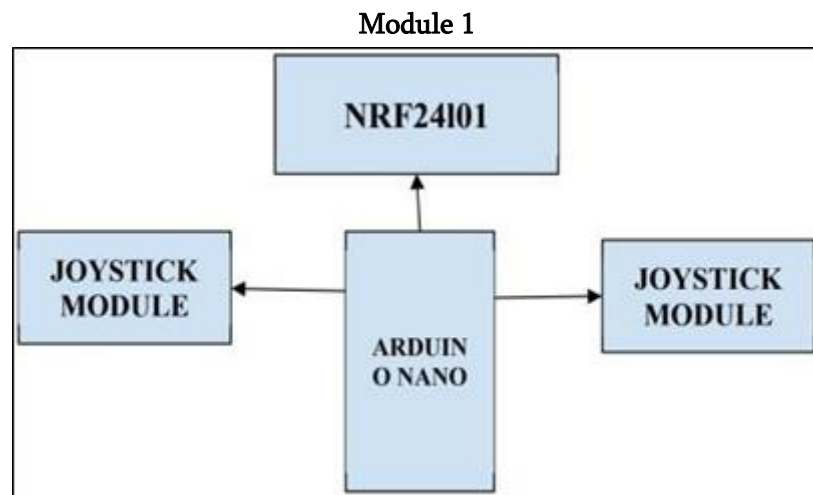 Module 1
NRF24l01
JOYSTICK
MODULE
JOYSTICK
MODULE
ARDUIN
O NANO